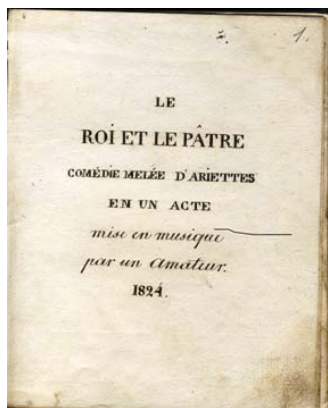 2. 1.
LE
ROI ET LE PÂTRE
COMÉDIE MELÉE D'ARIETTES
EN UN ACTE
mise en musique
par un Amateur.
1824.